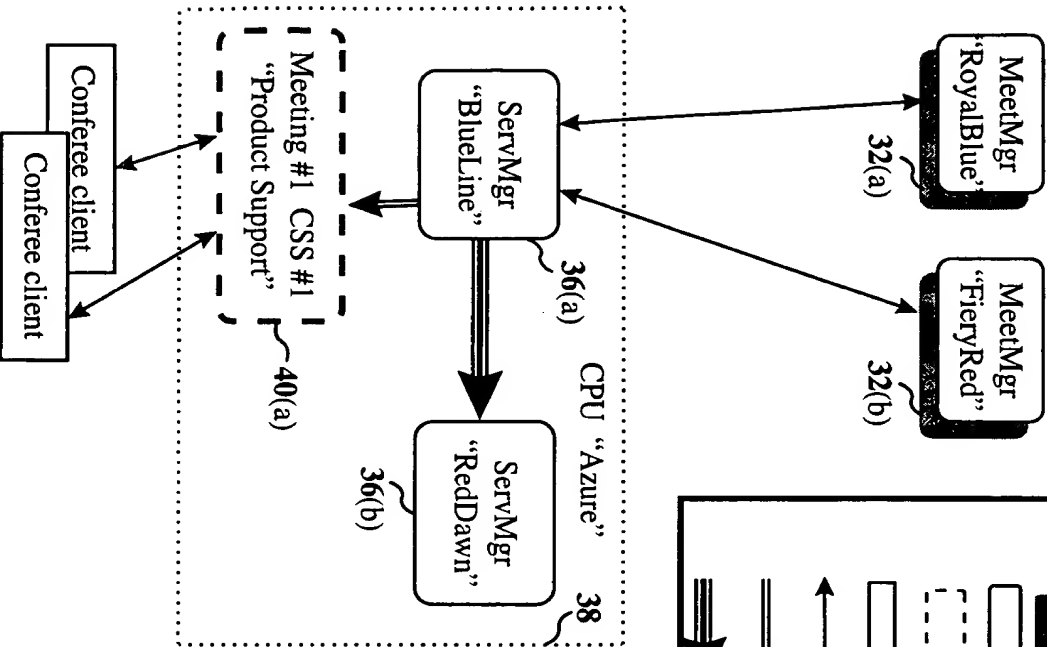 MeetMgr
“RoyalBlue”
32(a)
MeetMgr
“FieryRed”
32(b)
CPU “Azure”
38
ServMgr
“BlueLine”
36(a)
ServMgr
“RedDawn”
36(b)
Meeting #1 CSS #1
“Product Support”
40(a)
Conferee client
Conferee client